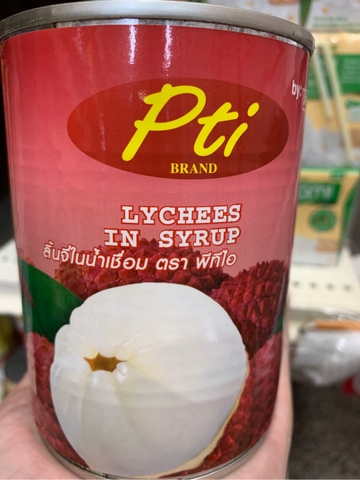 Pti
BRAND
by:
LYCHEES
IN SYRUP
ลิ้นจี่ในน้ำเชื่อม ตรา พีทีไอ